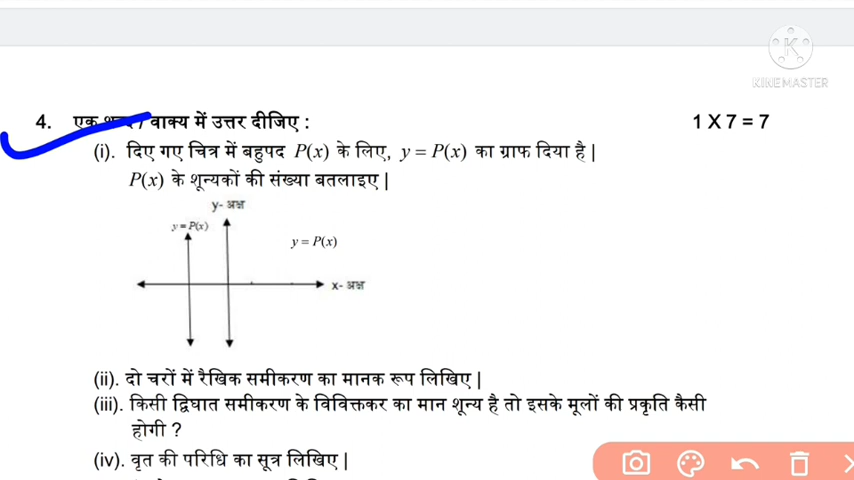 KINEMASTER
4. एक शब्द / वाक्य में उत्तर दीजिए : 1 X 7 = 7
(i). दिए गए चित्र में बहुपद P(x) के लिए, y = P(x) का ग्राफ दिया है |
P(x) के शून्यकों की संख्या बतलाइए |
y- अक्ष
y = P(x)
y = P(x)
x- अक्ष
(ii). दो चरों में रैखिक समीकरण का मानक रूप लिखिए |
(iii). किसी द्विघात समीकरण के विविक्तकर का मान शून्य है तो इसके मूलों की प्रकृति कैसी
होगी ?
(iv). वृत की परिधि का सूत्र लिखिए |